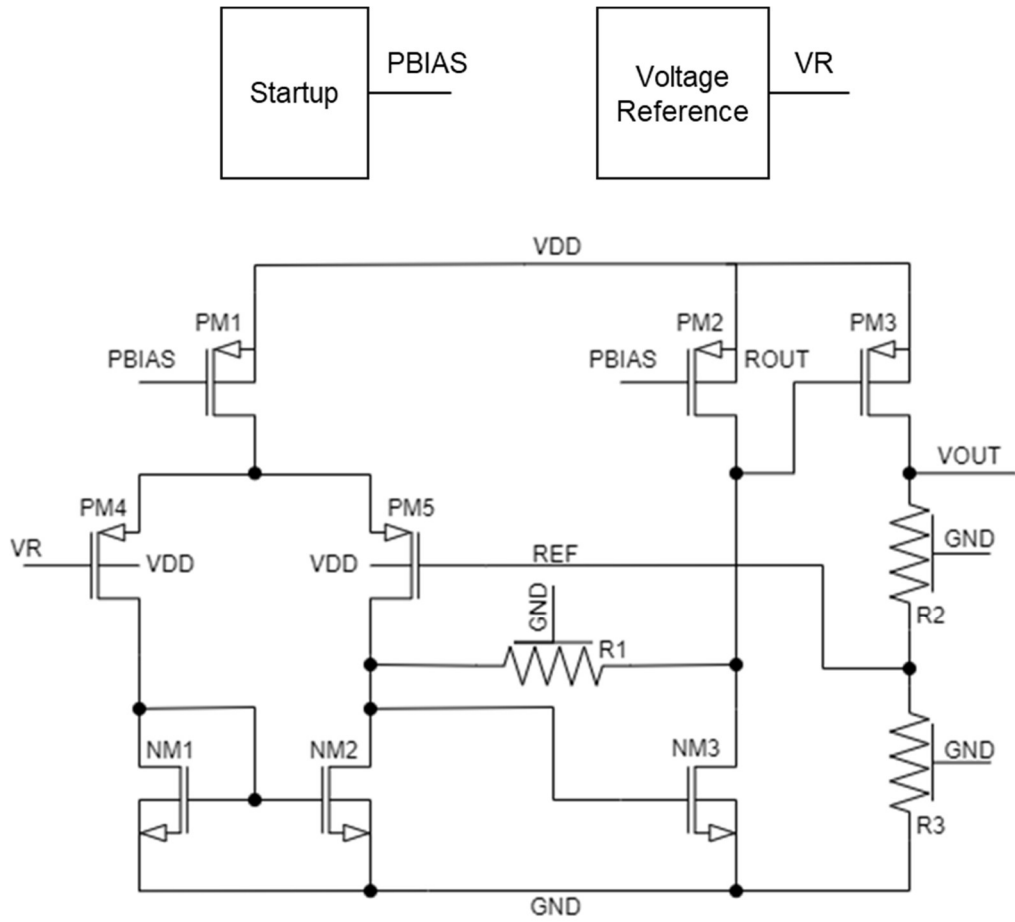 Startup
PBIAS
Voltage
Reference
VR
VDD
PM1
PBIAS
PM2
PBIAS
ROUT
PM3
VOUT
PM4
VR
VDD
PM5
VDD
REF
GND
R1
GND
R2
NM1
NM2
NM3
GND
R3
GND